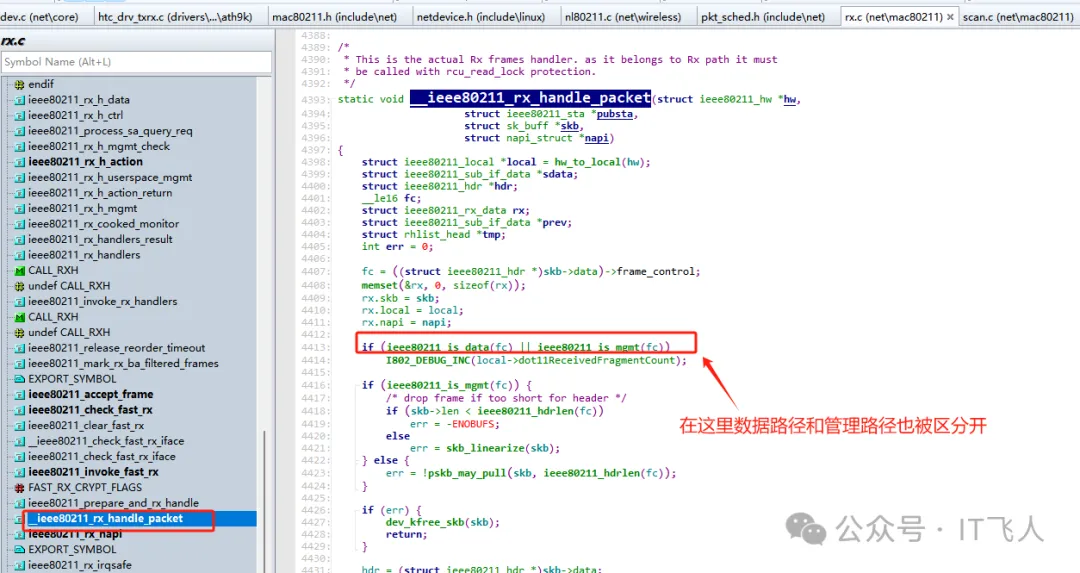 dev.c (net\core)
htc_drv_txrx.c (drivers\...\ath9k)
mac80211.h (include\net)
netdevice.h (include\linux)
nl80211.c (net\wireless)
pkt_sched.h (include\net)
rx.c (net\mac80211) ×
scan.c (net\mac80211)
rx.c
Symbol Name (Alt+L)
endif
ieee80211_rx_h_data
ieee80211_rx_h_ctrl
ieee80211_process_sa_query_req
ieee80211_rx_h_mgmt_check
ieee80211_rx_h_action
ieee80211_rx_h_userspace_mgmt
ieee80211_rx_h_action_return
ieee80211_rx_h_mgmt
ieee80211_rx_cooked_monitor
ieee80211_rx_handlers_result
ieee80211_rx_handlers
CALL_RXH
undef CALL_RXH
ieee80211_invoke_rx_handlers
CALL_RXH
undef CALL_RXH
ieee80211_release_reorder_timeout
ieee80211_mark_rx_ba_filtered_frames
EXPORT_SYMBOL
ieee80211_accept_frame
ieee80211_check_fast_rx
ieee80211_clear_fast_rx
__ieee80211_check_fast_rx_iface
ieee80211_check_fast_rx_iface
ieee80211_invoke_fast_rx
FAST_RX_CRYPT_FLAGS
ieee80211_prepare_and_rx_handle
__ieee80211_rx_handle_packet
ieee80211_rx_napi
EXPORT_SYMBOL
ieee80211_rx_irqsafe
4388:
4389: /*
4390: * This is the actual Rx frames handler. as it belongs to Rx path it must
4391: * be called with rcu_read_lock protection.
4392: */
4393: static void __ieee80211_rx_handle_packet(struct ieee80211_hw *hw,
4394: struct ieee80211_sta *pubsta,
4395: struct sk_buff *skb,
4396: struct napi_struct *napi)
4397: {
4398: struct ieee80211_local *local = hw_to_local(hw);
4399: struct ieee80211_sub_if_data *sdata;
4400: struct ieee80211_hdr *hdr;
4401: __le16 fc;
4402: struct ieee80211_rx_data rx;
4403: struct ieee80211_sub_if_data *prev;
4404: struct rhlist_head *tmp;
4405: int err = 0;
4406:
4407: fc = ((struct ieee80211_hdr *)skb->data)->frame_control;
4408: memset(&rx, 0, sizeof(rx));
4409: rx.skb = skb;
4410: rx.local = local;
4411: rx.napi = napi;
4412:
4413: if (ieee80211_is_data(fc) || ieee80211_is_mgmt(fc))
4414: I802_DEBUG_INC(local->dot11ReceivedFragmentCount);
4415:
4416: if (ieee80211_is_mgmt(fc)) {
4417: /* drop frame if too short for header */
4418: if (skb->len < ieee80211_hdrlen(fc))
4419: err = -ENOBUFS;
4420: else
4421: err = skb_linearize(skb);
4422: } else {
4423: err = !pskb_may_pull(skb, ieee80211_hdrlen(fc));
4424: }
4425:
4426: if (err) {
4427: dev_kfree_skb(skb);
4428: return;
4429: }
4430:
4431: hdr = (struct ieee80211_hdr *)skb->data;
在这里数据路径和管理路径也被区分开
公众号 · IT飞人